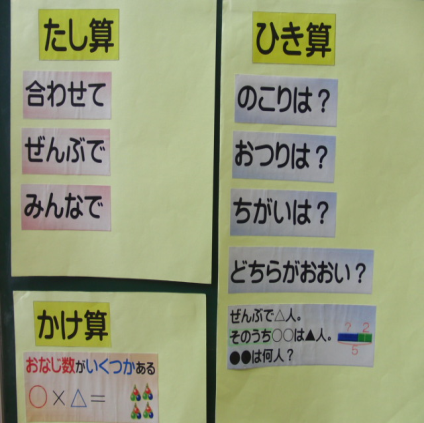 たし算
合わせて
ぜんぶで
みんなで
かけ算
おなじ数がいくつかある
○×△＝
ひき算
のこりは？
おつりは？
ちがいは？
どちらがおおい？
ぜんぶで△人。
そのうち○○は▲人。
●●は何人？
? 2
5